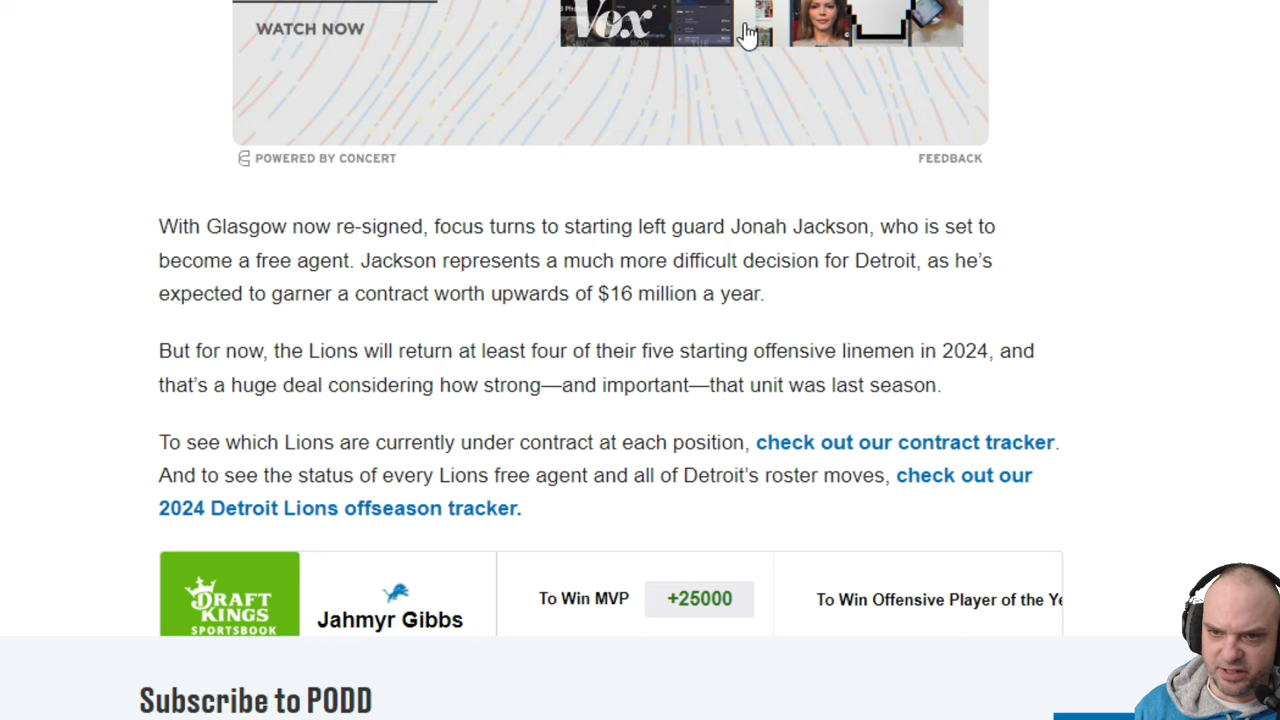 WATCH NOW
Vox
POWERED BY CONCERT
FEEDBACK
With Glasgow now re-signed, focus turns to starting left guard Jonah Jackson, who is set to
become a free agent. Jackson represents a much more difficult decision for Detroit, as he’s
expected to garner a contract worth upwards of $16 million a year.
But for now, the Lions will return at least four of their five starting offensive linemen in 2024, and
that’s a huge deal considering how strong—and important—that unit was last season.
To see which Lions are currently under contract at each position, check out our contract tracker.
And to see the status of every Lions free agent and all of Detroit’s roster moves, check out our
2024 Detroit Lions offseason tracker.
DRAFT
KINGS
SPORTSBOOK
Jahmyr Gibbs
To Win MVP
+25000
To Win Offensive Player of the Ye
Subscribe to PODD